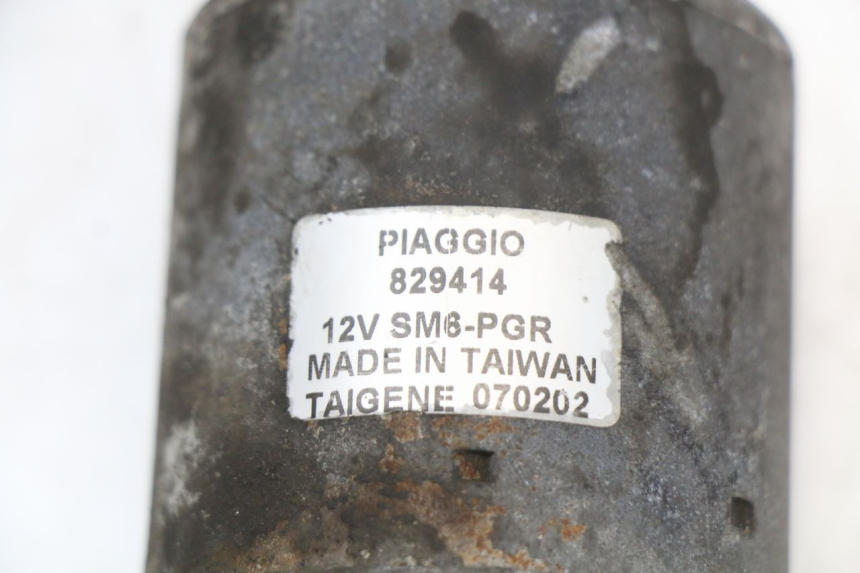 PIAGGIO
829414
12V SM6-PGR
MADE IN TAIWAN
TAIGENE 070202